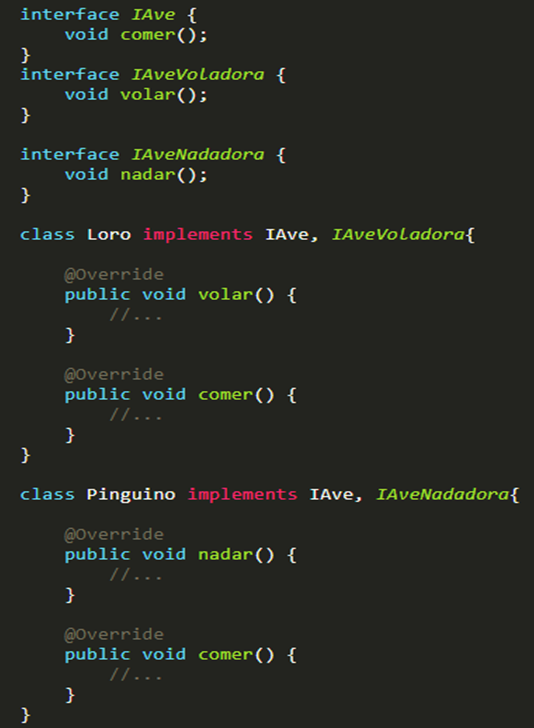 interface IAve {
    void comer();
}
interface IAveVoladora {
    void volar();
}

interface IAveNadadora {
    void nadar();
}

class Loro implements IAve, IAveVoladora{

    @Override
    public void volar() {
        //...
    }

    @Override
    public void comer() {
        //...
    }
}

class Pinguino implements IAve, IAveNadadora{

    @Override
    public void nadar() {
        //...
    }

    @Override
    public void comer() {
        //...
    }
}